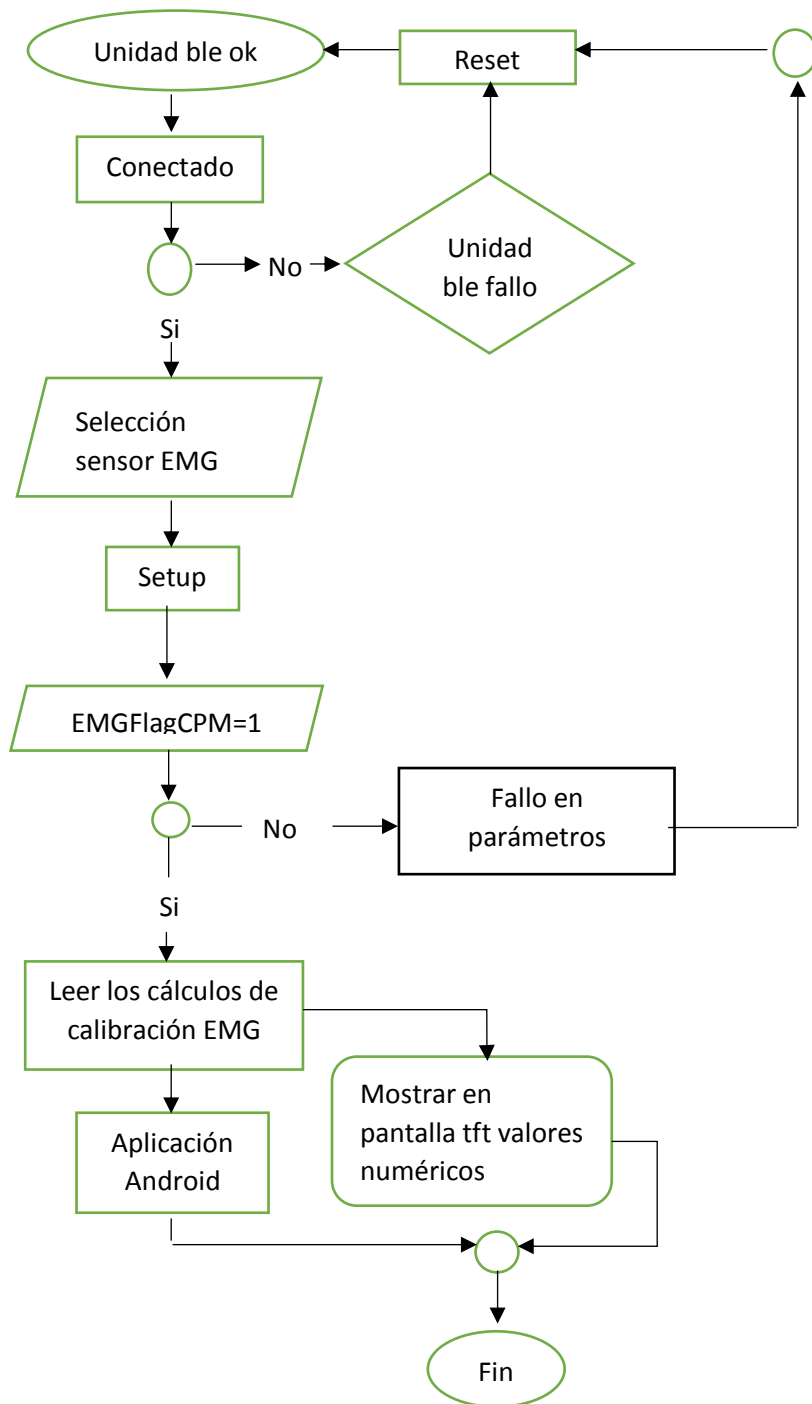 Unidad ble ok
Reset
Conectado
No
Unidad
ble fallo
Si
Selección
sensor EMG
Setup
EMGFlagCPM=1
No
Fallo en
parámetros
Si
Leer los cálculos de
calibración EMG
Mostrar en
pantalla tft valores
numéricos
Aplicación
Android
Fin